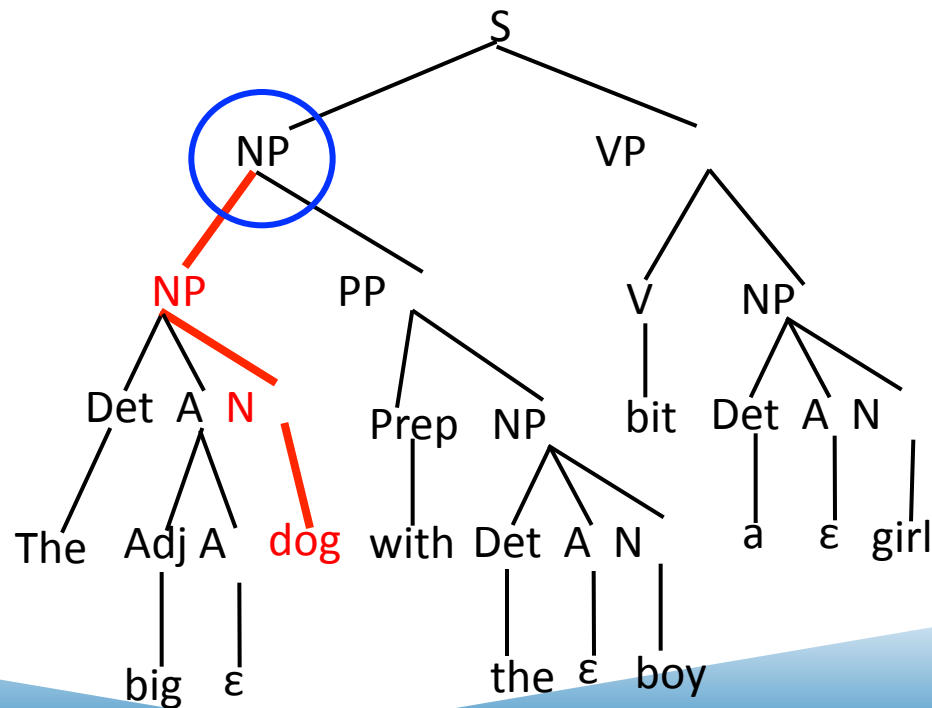 S
NP VP
NP PP V NP
Det A N Prep NP bit Det A N
The Adj A dog with Det A N a ε girl
big ε the ε boy